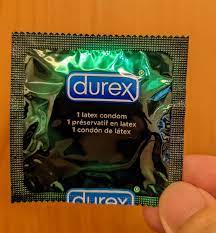 durex
1 latex condom
1 préservatif en latex
1 condón de látex
durex